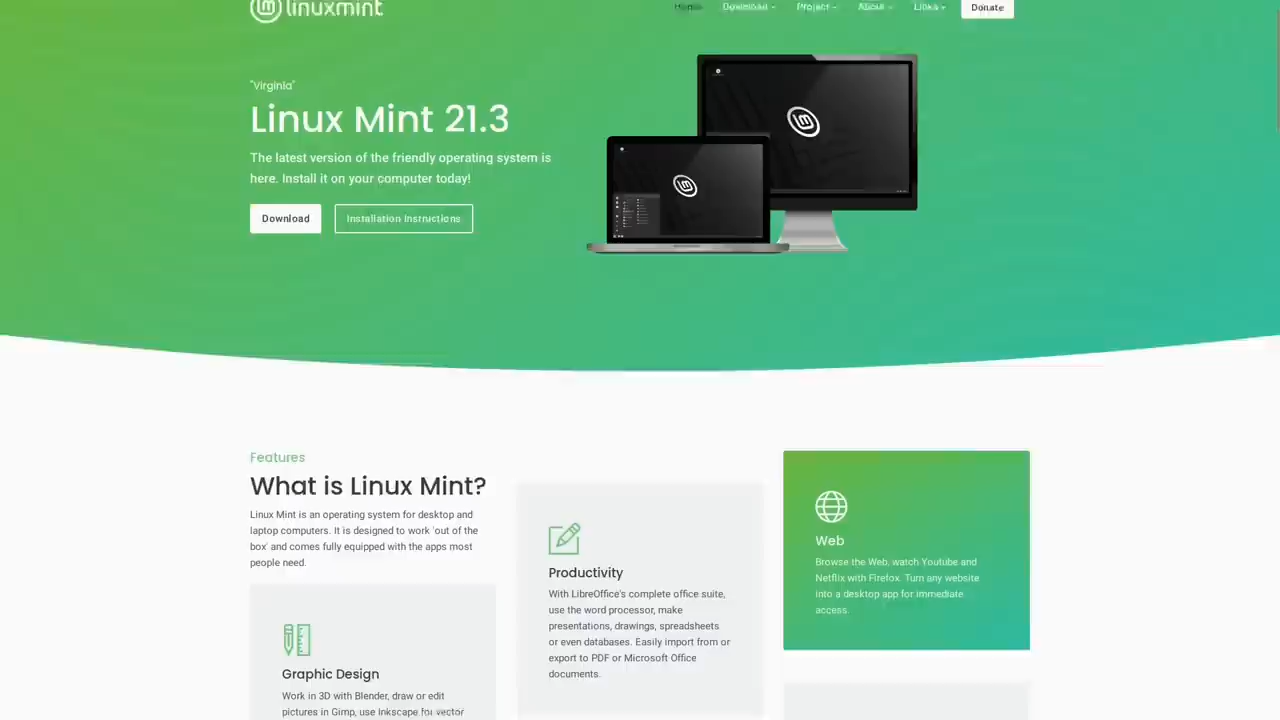 linuxmint
Home
Download
Project
About
Links
Donate
"Virginia"
Linux Mint 21.3
The latest version of the friendly operating system is
here. Install it on your computer today!
Download
Installation Instructions
Features
What is Linux Mint?
Linux Mint is an operating system for desktop and
laptop computers. It is designed to work 'out of the
box' and comes fully equipped with the apps most
people need.
Graphic Design
Work in 3D with Blender, draw or edit
pictures in Gimp, use Inkscape for vector
Productivity
With LibreOffice's complete office suite,
use the word processor, make
presentations, drawings, spreadsheets
or even databases. Easily import from or
export to PDF or Microsoft Office
documents.
Web
Browse the Web, watch Youtube and
Netflix with Firefox. Turn any website
into a desktop app for immediate
access.